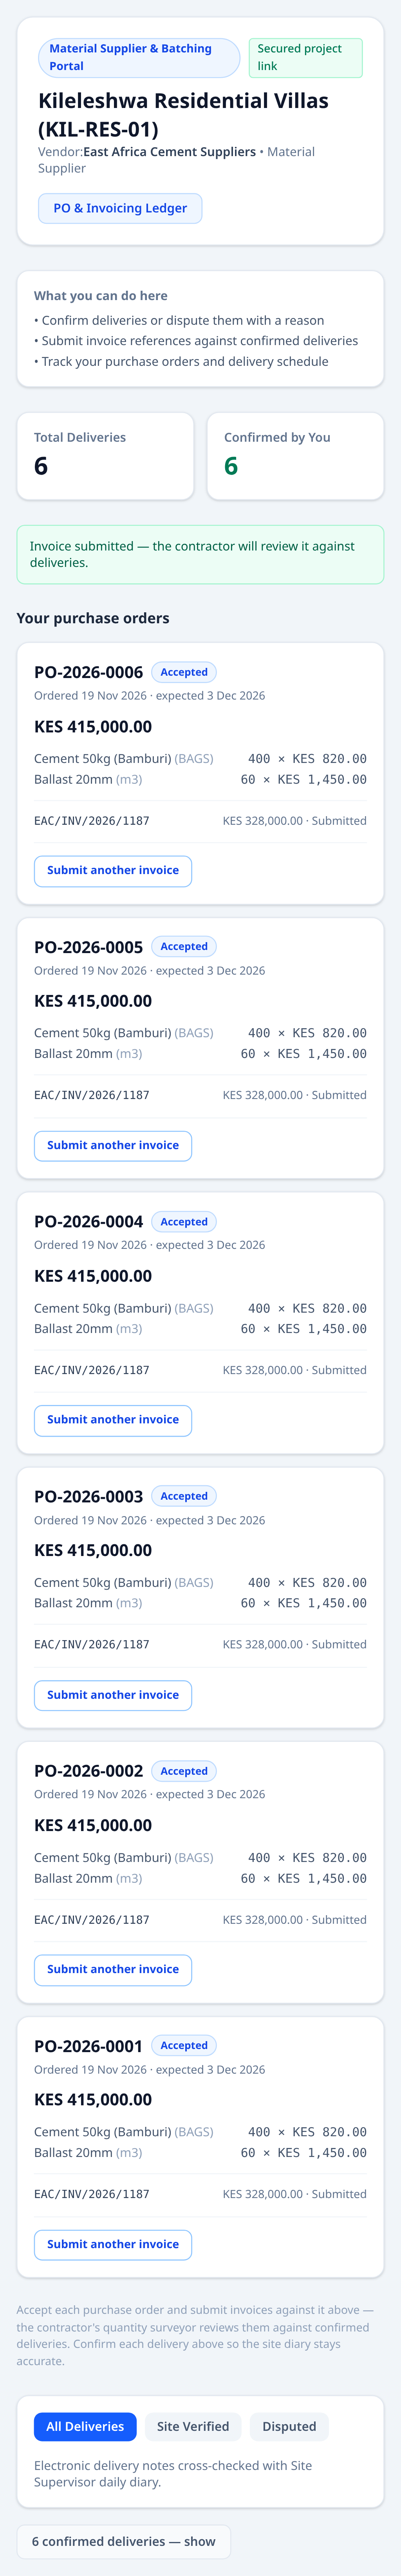 Material Supplier & Batching
Portal
Secured project
link
Kileleshwa Residential Villas
(KIL-RES-01)
Vendor:East Africa Cement Suppliers • Material
Supplier
PO & Invoicing Ledger
What you can do here
• Confirm deliveries or dispute them with a reason
• Submit invoice references against confirmed deliveries
• Track your purchase orders and delivery schedule
Total Deliveries
6
Confirmed by You
6
Invoice submitted — the contractor will review it against
deliveries.
Your purchase orders
PO-2026-0006 Accepted
Ordered 19 Nov 2026 · expected 3 Dec 2026
KES 415,000.00
Cement 50kg (Bamburi) (BAGS) 400 × KES 820.00
Ballast 20mm (m3) 60 × KES 1,450.00
EAC/INV/2026/1187 KES 328,000.00 · Submitted
Submit another invoice
PO-2026-0005 Accepted
Ordered 19 Nov 2026 · expected 3 Dec 2026
KES 415,000.00
Cement 50kg (Bamburi) (BAGS) 400 × KES 820.00
Ballast 20mm (m3) 60 × KES 1,450.00
EAC/INV/2026/1187 KES 328,000.00 · Submitted
Submit another invoice
PO-2026-0004 Accepted
Ordered 19 Nov 2026 · expected 3 Dec 2026
KES 415,000.00
Cement 50kg (Bamburi) (BAGS) 400 × KES 820.00
Ballast 20mm (m3) 60 × KES 1,450.00
EAC/INV/2026/1187 KES 328,000.00 · Submitted
Submit another invoice
PO-2026-0003 Accepted
Ordered 19 Nov 2026 · expected 3 Dec 2026
KES 415,000.00
Cement 50kg (Bamburi) (BAGS) 400 × KES 820.00
Ballast 20mm (m3) 60 × KES 1,450.00
EAC/INV/2026/1187 KES 328,000.00 · Submitted
Submit another invoice
PO-2026-0002 Accepted
Ordered 19 Nov 2026 · expected 3 Dec 2026
KES 415,000.00
Cement 50kg (Bamburi) (BAGS) 400 × KES 820.00
Ballast 20mm (m3) 60 × KES 1,450.00
EAC/INV/2026/1187 KES 328,000.00 · Submitted
Submit another invoice
PO-2026-0001 Accepted
Ordered 19 Nov 2026 · expected 3 Dec 2026
KES 415,000.00
Cement 50kg (Bamburi) (BAGS) 400 × KES 820.00
Ballast 20mm (m3) 60 × KES 1,450.00
EAC/INV/2026/1187 KES 328,000.00 · Submitted
Submit another invoice
Accept each purchase order and submit invoices against it above —
the contractor's quantity surveyor reviews them against confirmed
deliveries. Confirm each delivery above so the site diary stays
accurate.
All Deliveries Site Verified Disputed
Electronic delivery notes cross-checked with Site
Supervisor daily diary.
6 confirmed deliveries — show